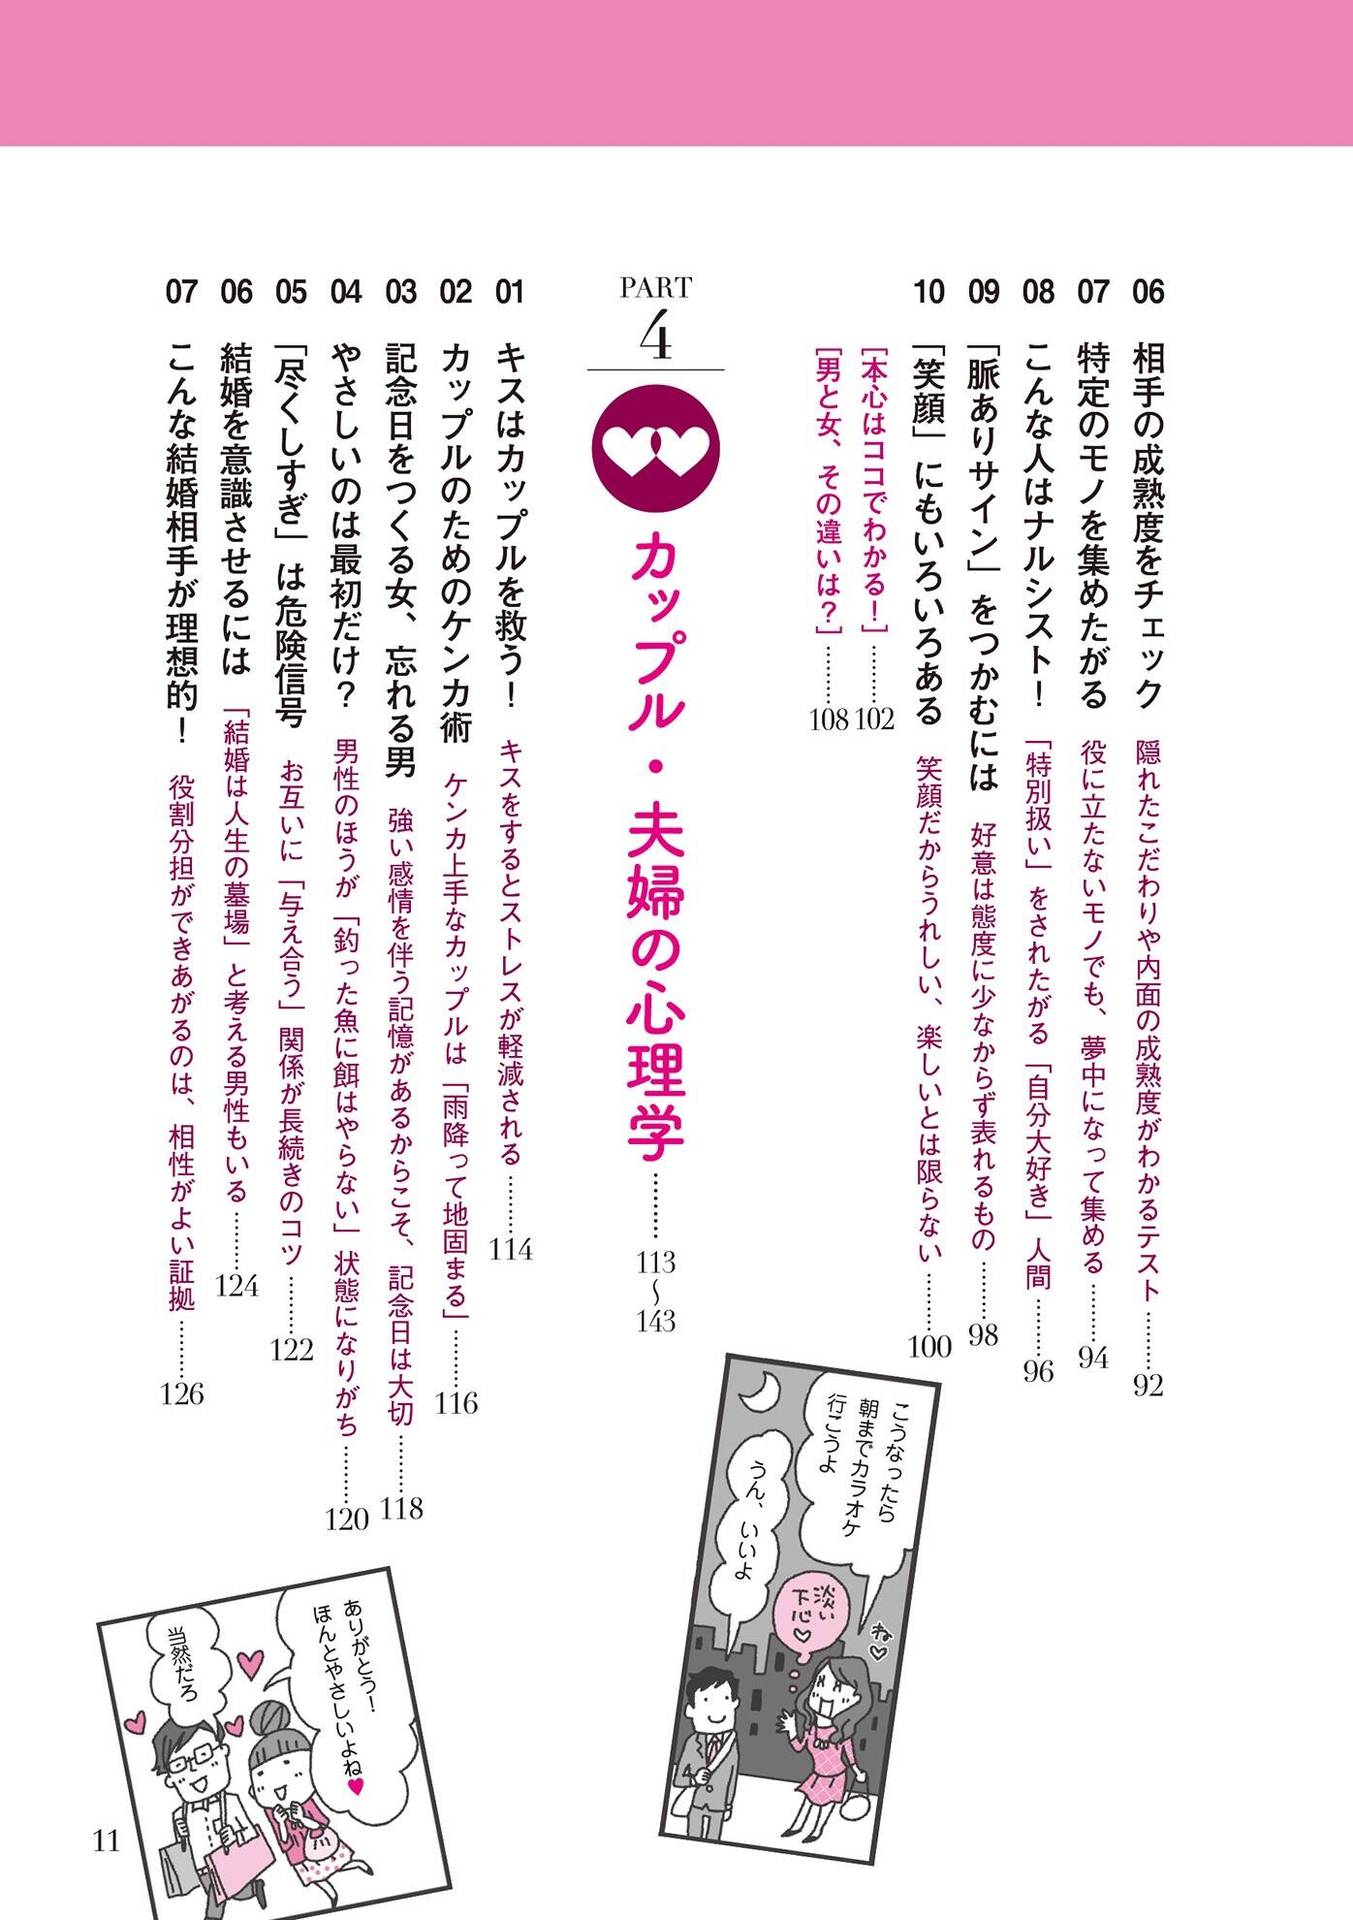 06 相手の成熟度をチェック 隠れたこだわりや内面の成熟度がわかるテスト………92
07 特定のモノを集めたがる 役に立たないモノでも、夢中になって集める………94
08 こんな人はナルシスト! 「特別扱い」をされたがる「自分大好き」人間………96
09 「脈ありサイン」をつかむには 好意は態度に少なからず表れるもの………98
10 「笑顔」にもいろいろある 笑顔だからうれしい、楽しいとは限らない………100
[本心はココでわかる!]………102
[男と女、その違いは?]………108
PART
4
カップル・夫婦の心理学………113〜143
01 キスはカップルを救う! キスをするとストレスが軽減される………114
02 カップルのためのケンカ術 ケンカ上手なカップルは「雨降って地固まる」………116
03 記念日をつくる女、忘れる男 強い感情を伴う記憶があるからこそ、記念日は大切………118
04 やさしいのは最初だけ? 男性のほうが「釣った魚に餌はやらない」状態になりがち………120
05 「尽くしすぎ」は危険信号 お互いに「与え合う」関係が長続きのコツ………122
06 結婚を意識させるには 「結婚は人生の墓場」と考える男性もいる………124
07 こんな結婚相手が理想的! 役割分担ができあがるのは、相性がよい証拠………126
こうなったら
朝までカラオケ
行こうよ
ね♡
淡い
下心♡
うん、いいよ
ありがとう!
ほんとやさしいよね♥
当然だろ
11